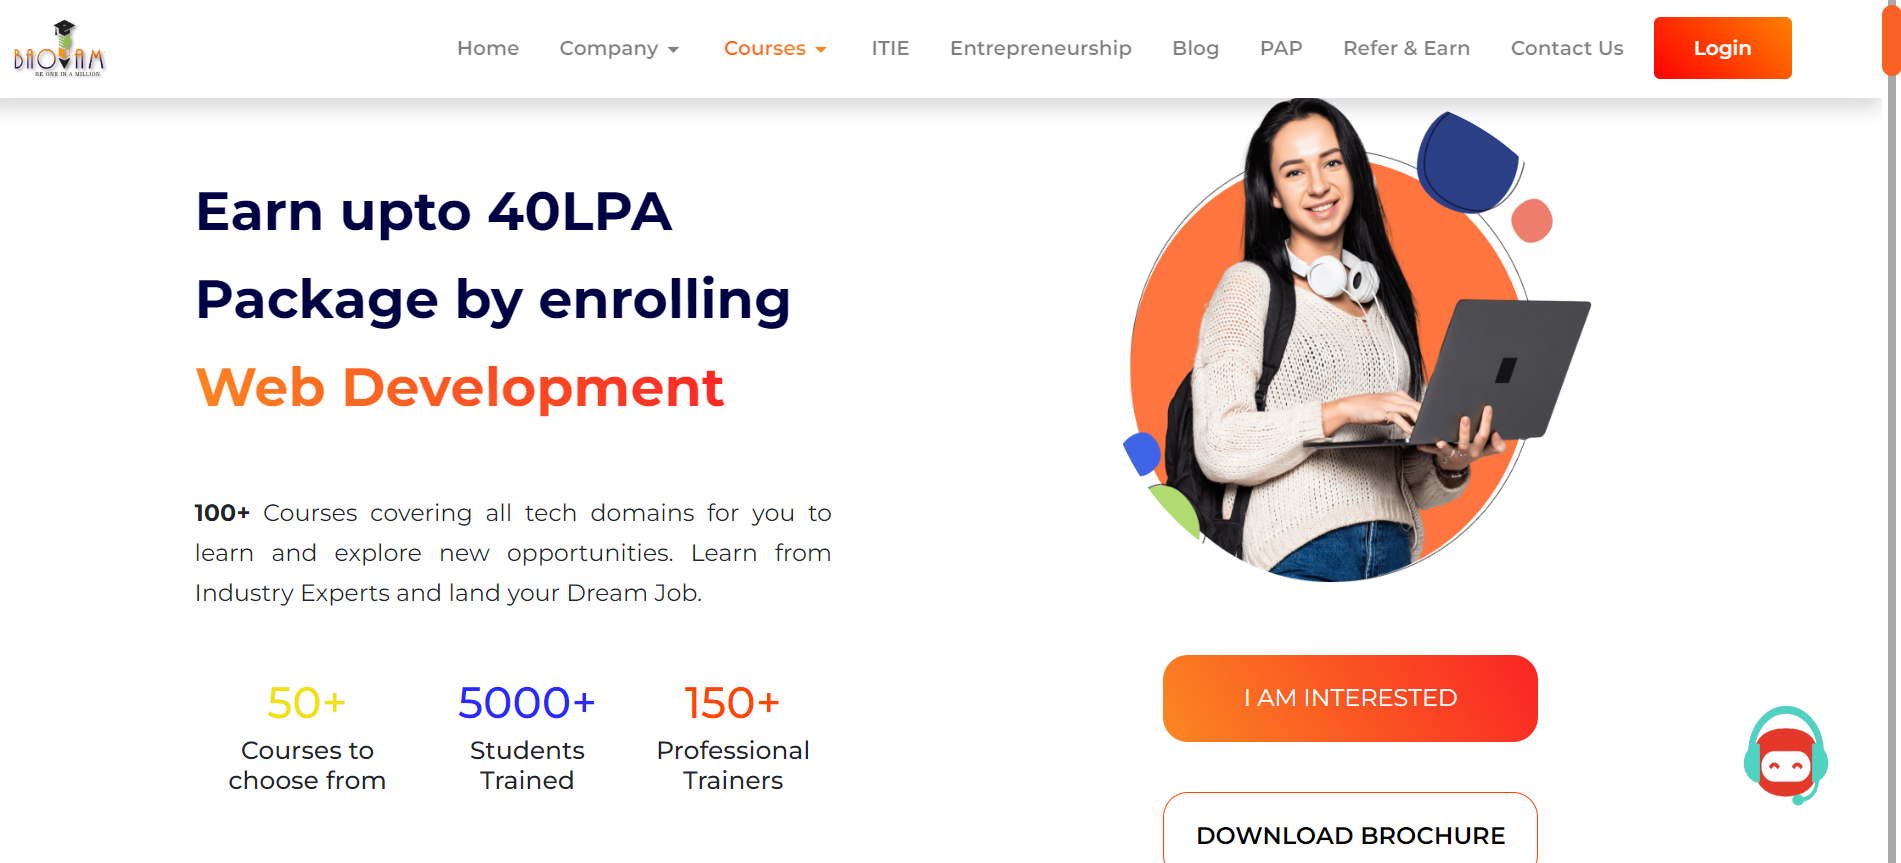 BAOIAM
BE ONE IN A MILLION
Home Company Courses ITIE Entrepreneurship Blog PAP Refer & Earn Contact Us Login
Earn upto 40LPA
Package by enrolling
Web Development
100+ Courses covering all tech domains for you to
learn and explore new opportunities. Learn from
Industry Experts and land your Dream Job.
50+ 5000+ 150+
Courses to Students Professional
choose from Trained Trainers
I AM INTERESTED
DOWNLOAD BROCHURE